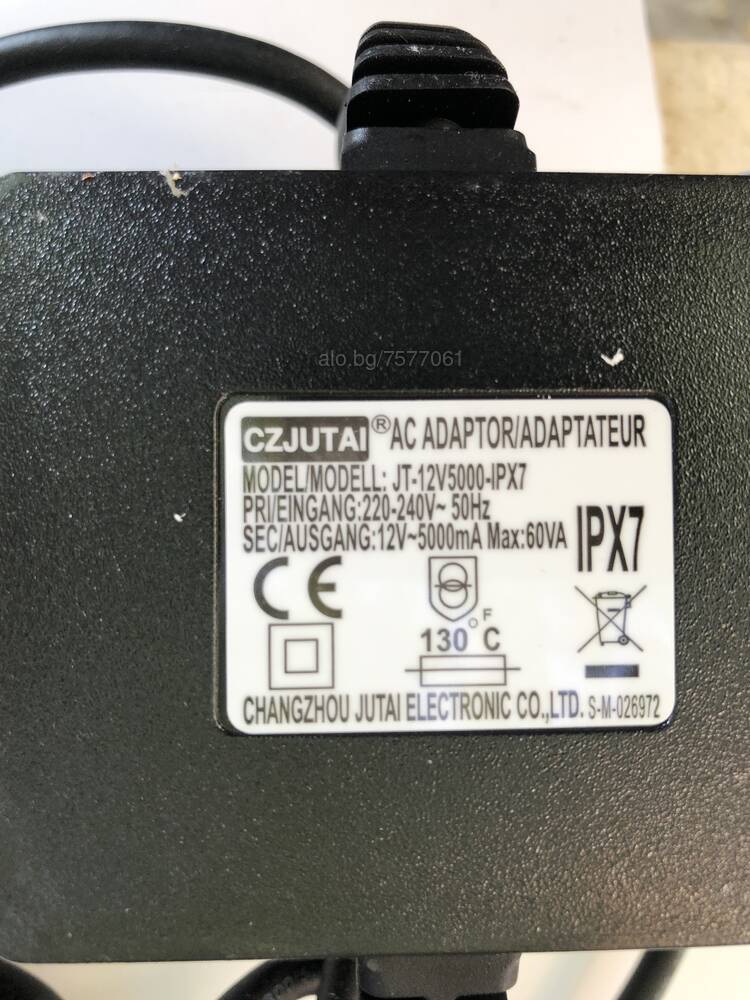 alo.bg/7577061
CZJUTAI® AC ADAPTOR/ADAPTATEUR
MODEL/MODELL: JT-12V5000-IPX7
PRI/EINGANG:220-240V~ 50Hz
SEC/AUSGANG:12V~5000mA Max:60VA
IPX7
CE
F
130°C
CHANGZHOU JUTAI ELECTRONIC CO.,LTD. S-M-026972